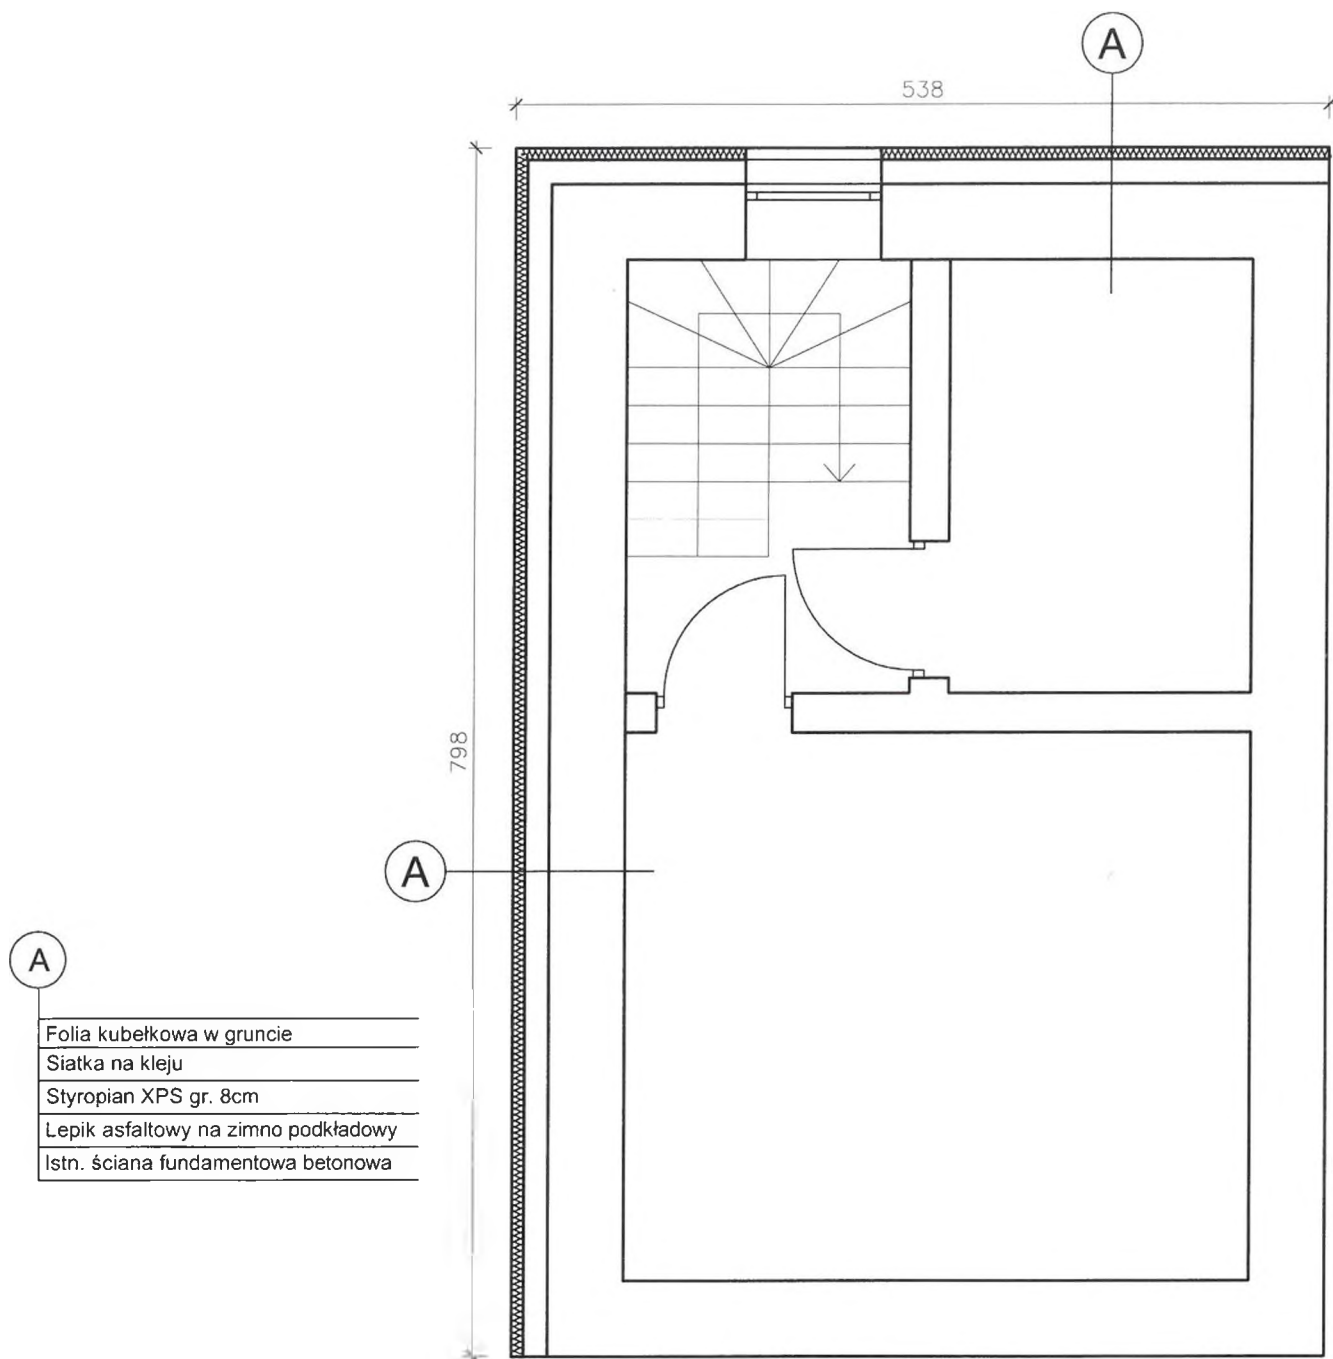 A
538
798
A
A
Folia kubełkowa w gruncie
Siatka na kleju
Styropian XPS gr. 8cm
Lepik asfaltowy na zimno podkładowy
Istn. ściana fundamentowa betonowa